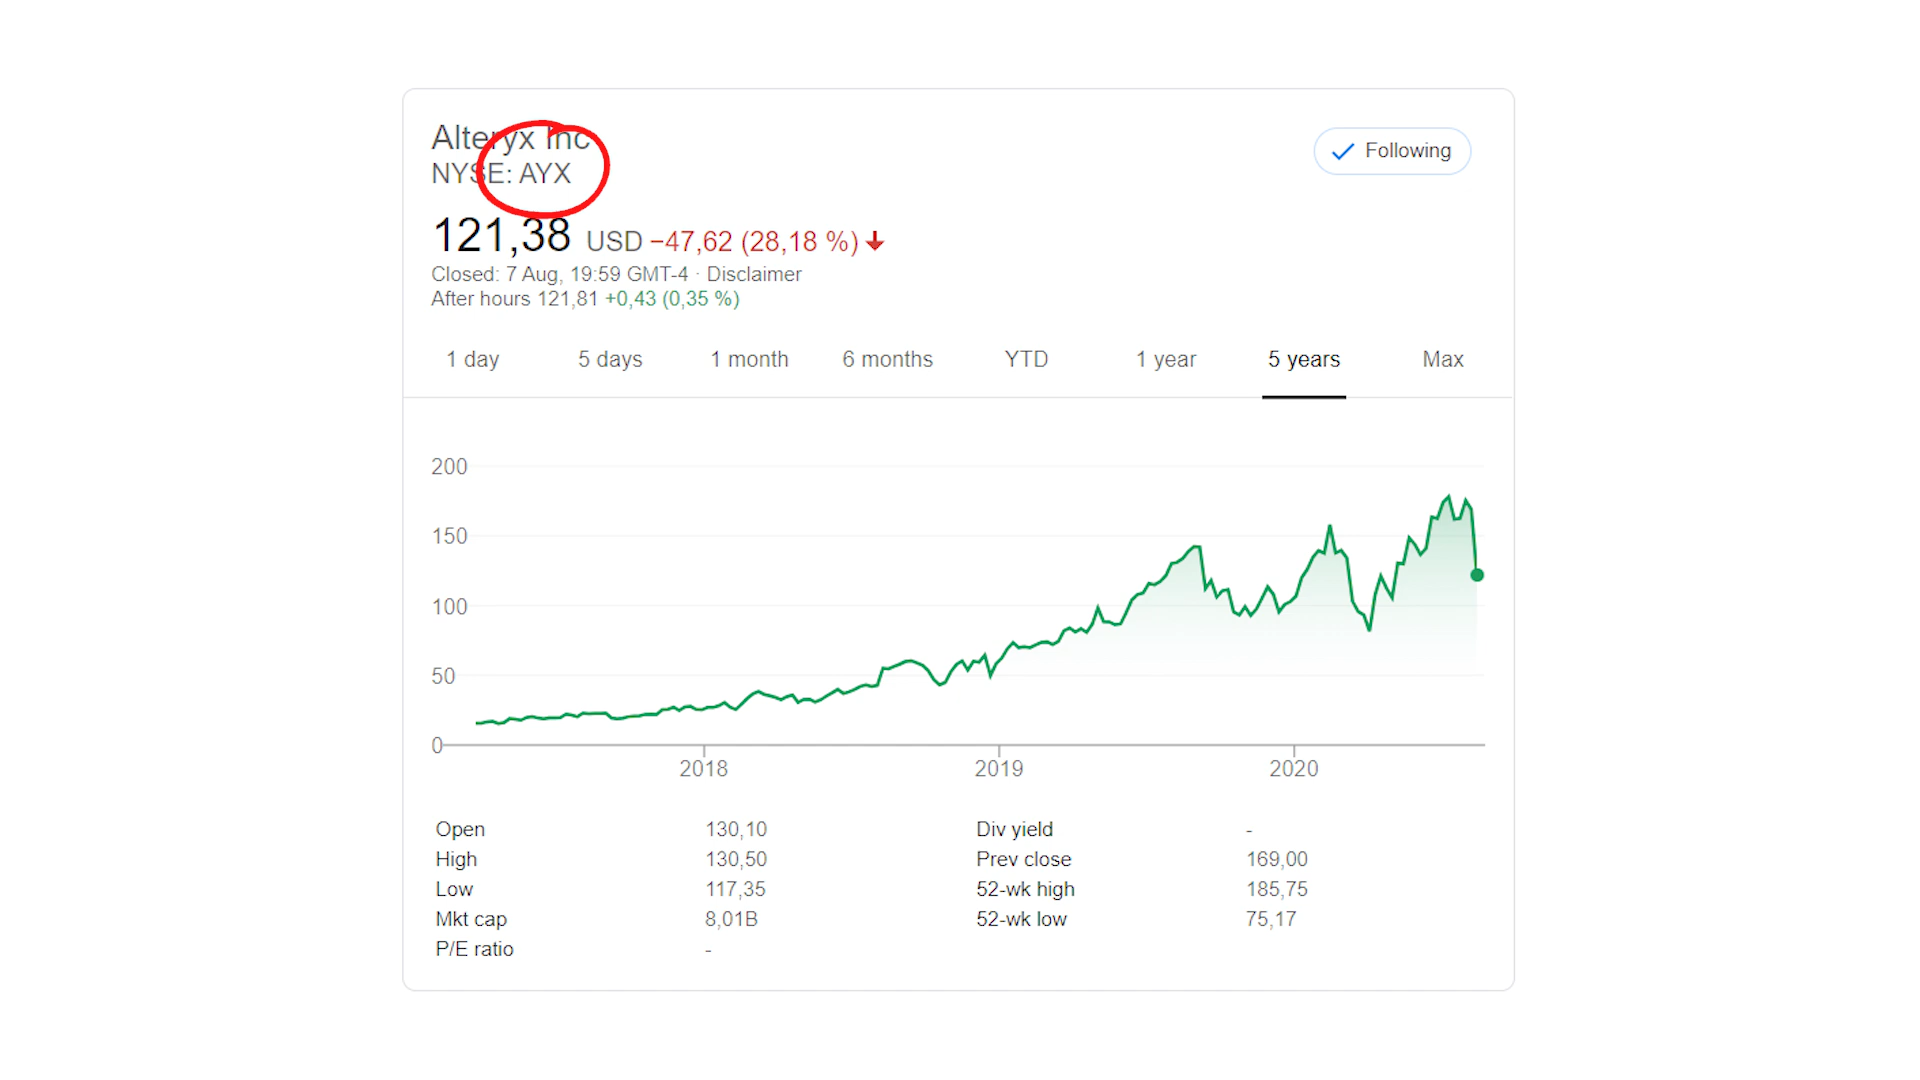 Alteryx Inc
NYSE: AYX
Following
121,38 USD −47,62 (28,18 %)
Closed: 7 Aug, 19:59 GMT-4 · Disclaimer
After hours 121,81 +0,43 (0,35 %)
1 day 5 days 1 month 6 months YTD 1 year 5 years Max
200
150
100
50
0
2018 2019 2020
Open 130,10 Div yield -
High 130,50 Prev close 169,00
Low 117,35 52-wk high 185,75
Mkt cap 8,01B 52-wk low 75,17
P/E ratio -